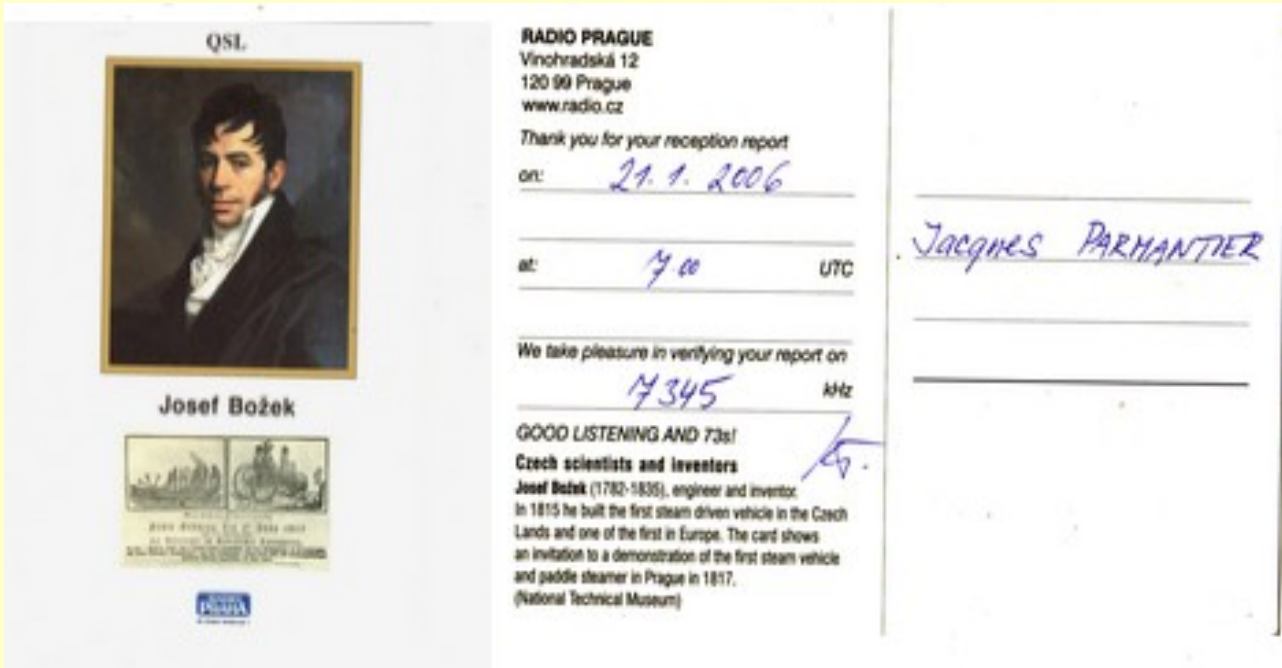 QSL
Josef Božek
PRAHA
RADIO PRAGUE
Vinohradská 12
120 99 Prague
www.radio.cz
Thank you for your reception report
on: 21. 1. 2006
at: 7.00 UTC
We take pleasure in verifying your report on
7345 kHz
GOOD LISTENING AND 73s!
Czech scientists and inventors
Josef Božek (1782-1835), engineer and inventor.
In 1815 he built the first steam driven vehicle in the Czech
Lands and one of the first in Europe. The card shows
an invitation to a demonstration of the first steam vehicle
and paddle steamer in Prague in 1817.
(National Technical Museum)
Jacques PARMANTIER